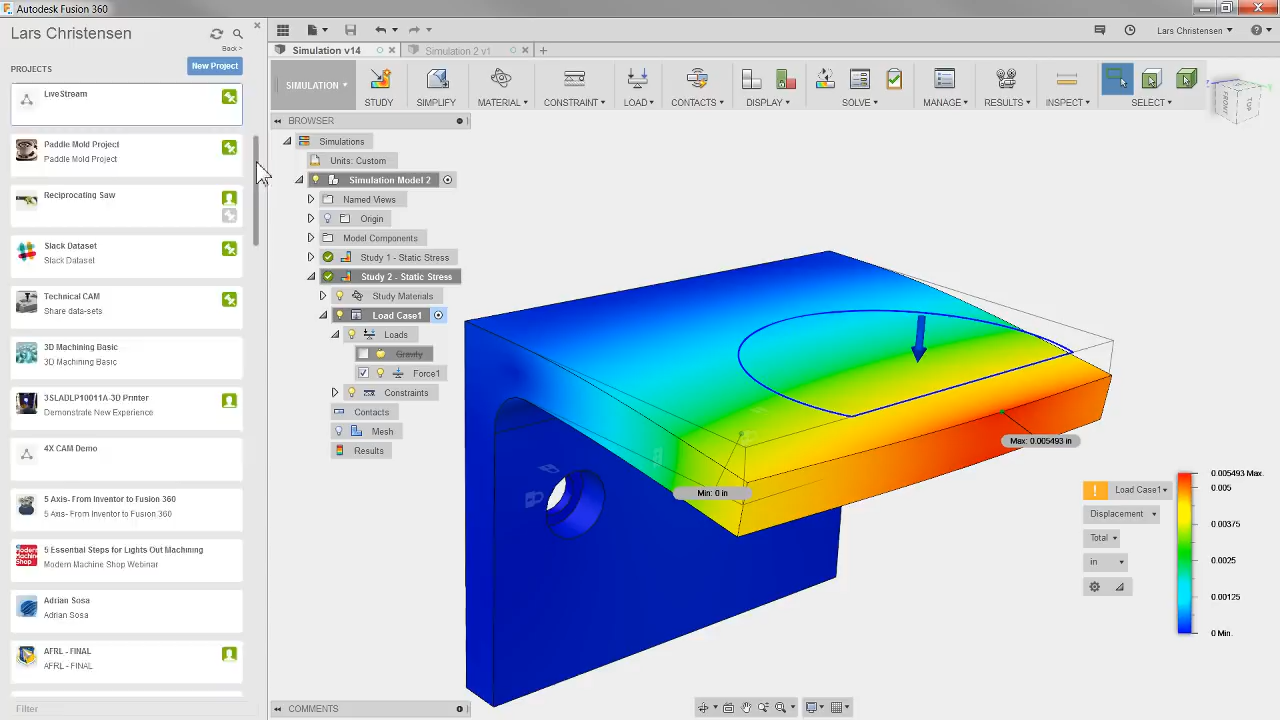 Autodesk Fusion 360
Lars Christensen
Back >
PROJECTS
New Project
LiveStream
Paddle Mold Project
Paddle Mold Project
Reciprocating Saw
Slack Dataset
Slack Dataset
Technical CAM
Share data-sets
3D Machining Basic
3D Machining Basic
3SLADLP10011A-3D Printer
Demonstrate New Experience
4X CAM Demo
5 Axis- From Inventor to Fusion 360
5 Axis- From Inventor to Fusion 360
5 Essential Steps for Lights Out Machining
Modern Machine Shop Webinar
Adrian Sosa
Adrian Sosa
AFRL - FINAL
AFRL - FINAL
Filter
Lars Christensen
Simulation v14
Simulation 2 v1
SIMULATION
STUDY
SIMPLIFY
MATERIAL
CONSTRAINT
LOAD
CONTACTS
DISPLAY
SOLVE
MANAGE
RESULTS
INSPECT
SELECT
FRONT
BROWSER
Simulations
Units: Custom
Simulation Model 2
Named Views
Origin
Model Components
Study 1 - Static Stress
Study 2 - Static Stress
Study Materials
Load Case1
Loads
Gravity
Force1
Constraints
Contacts
Mesh
Results
Max: 0.005493 in
Min: 0 in
Load Case1
Displacement
Total
in
0.005493 Max.
0.005
0.00375
0.0025
0.00125
0 Min.
COMMENTS